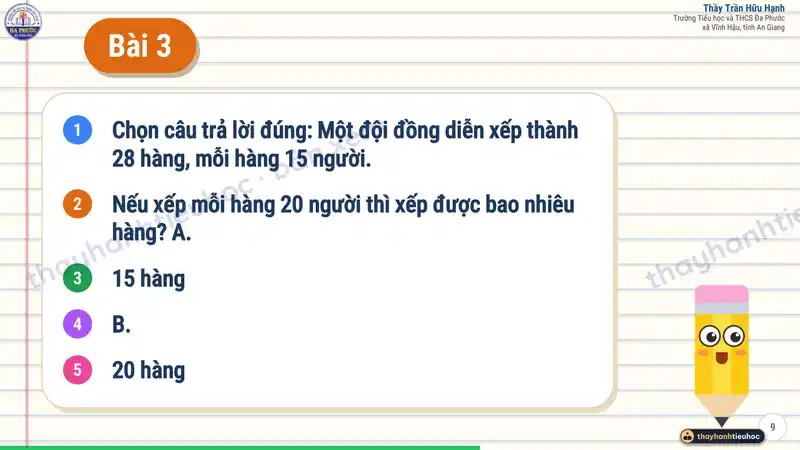 Thầy Trần Hữu Hạnh
Trường Tiểu học và THCS Đa Phước
xã Vĩnh Hậu, tỉnh An Giang
ĐA PHƯỚC
Bài 3
1 Chọn câu trả lời đúng: Một đội đồng diễn xếp thành
28 hàng, mỗi hàng 15 người.
2 Nếu xếp mỗi hàng 20 người thì xếp được bao nhiêu
hàng? A.
3 15 hàng
4 B.
5 20 hàng
thayhanhtieuhoc
9